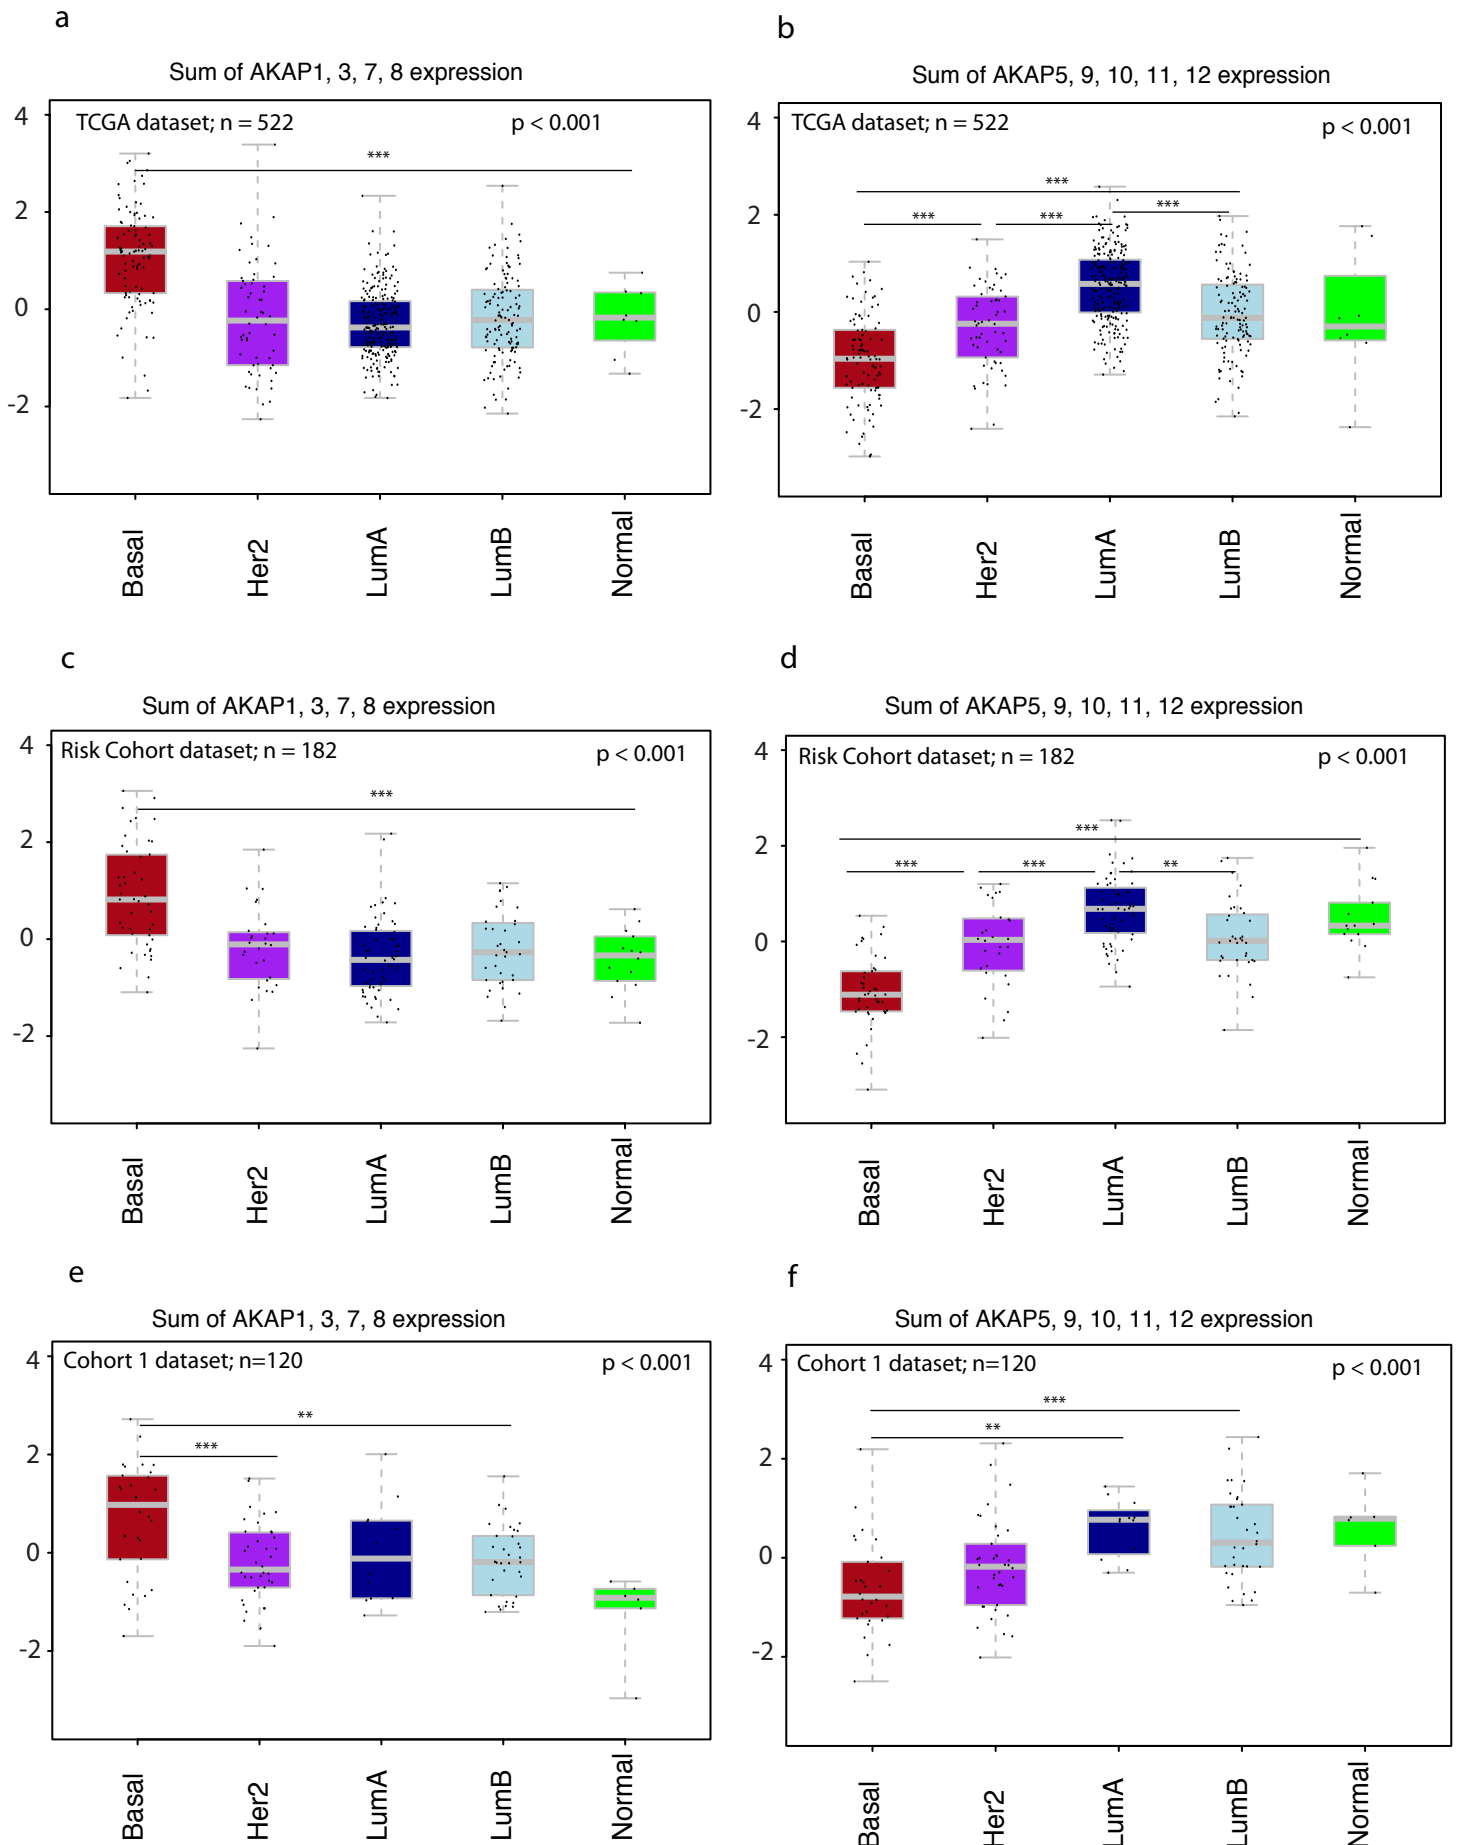 a
Sum of AKAP1, 3, 7, 8 expression
TCGA dataset; n = 522
p < 0.001
***
4
2
0
-2
Basal
Her2
LumA
LumB
Normal
b
Sum of AKAP5, 9, 10, 11, 12 expression
TCGA dataset; n = 522
p < 0.001
***
***
***
***
4
2
0
-2
Basal
Her2
LumA
LumB
Normal
c
Sum of AKAP1, 3, 7, 8 expression
Risk Cohort dataset; n = 182
p < 0.001
***
4
2
0
-2
Basal
Her2
LumA
LumB
Normal
d
Sum of AKAP5, 9, 10, 11, 12 expression
Risk Cohort dataset; n = 182
p < 0.001
***
***
***
**
4
2
0
-2
Basal
Her2
LumA
LumB
Normal
e
Sum of AKAP1, 3, 7, 8 expression
Cohort 1 dataset; n=120
p < 0.001
**
***
4
2
0
-2
Basal
Her2
LumA
LumB
Normal
f
Sum of AKAP5, 9, 10, 11, 12 expression
Cohort 1 dataset; n=120
p < 0.001
***
**
4
2
0
-2
Basal
Her2
LumA
LumB
Normal